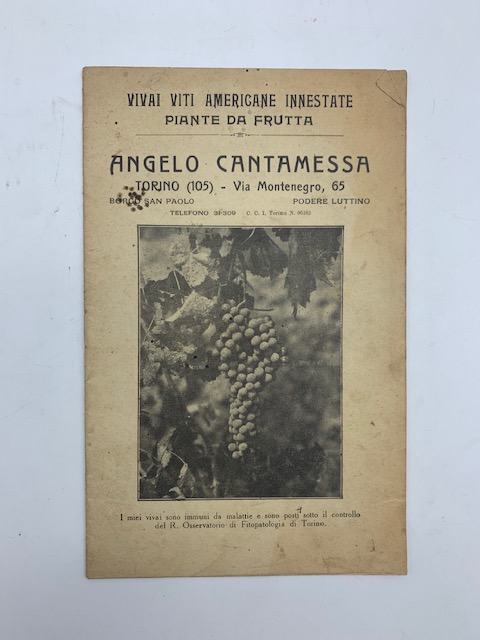 VIVAI VITI AMERICANE INNESTATE
PIANTE DA FRUTTA
ANGELO CANTAMESSA
TORINO (105) - Via Montenegro, 65
BORGO SAN PAOLO PODERE LUTTINO
TELEFONO 31-309 C. C. I. Torino N.
I miei vivai sono immuni da malattie e sono posti sotto il controllo
del R. Osservatorio di Fitopatologia di Torino.